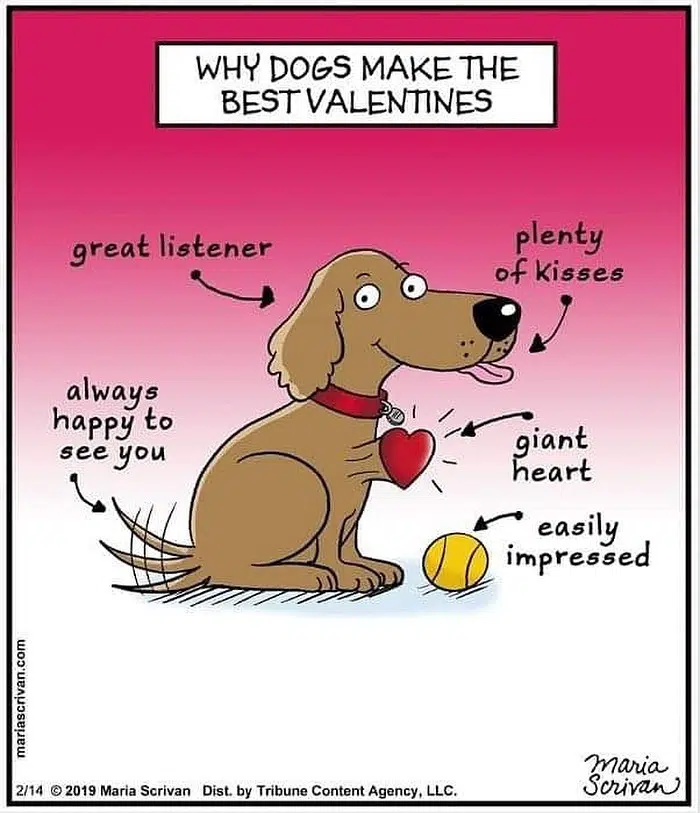 WHY DOGS MAKE THE
BEST VALENTINES
great listener
plenty
of kisses
always
happy to
see you
giant
heart
easily
impressed
mariascrivan.com
Maria
Scrivan
2/14 © 2019 Maria Scrivan Dist. by Tribune Content Agency, LLC.